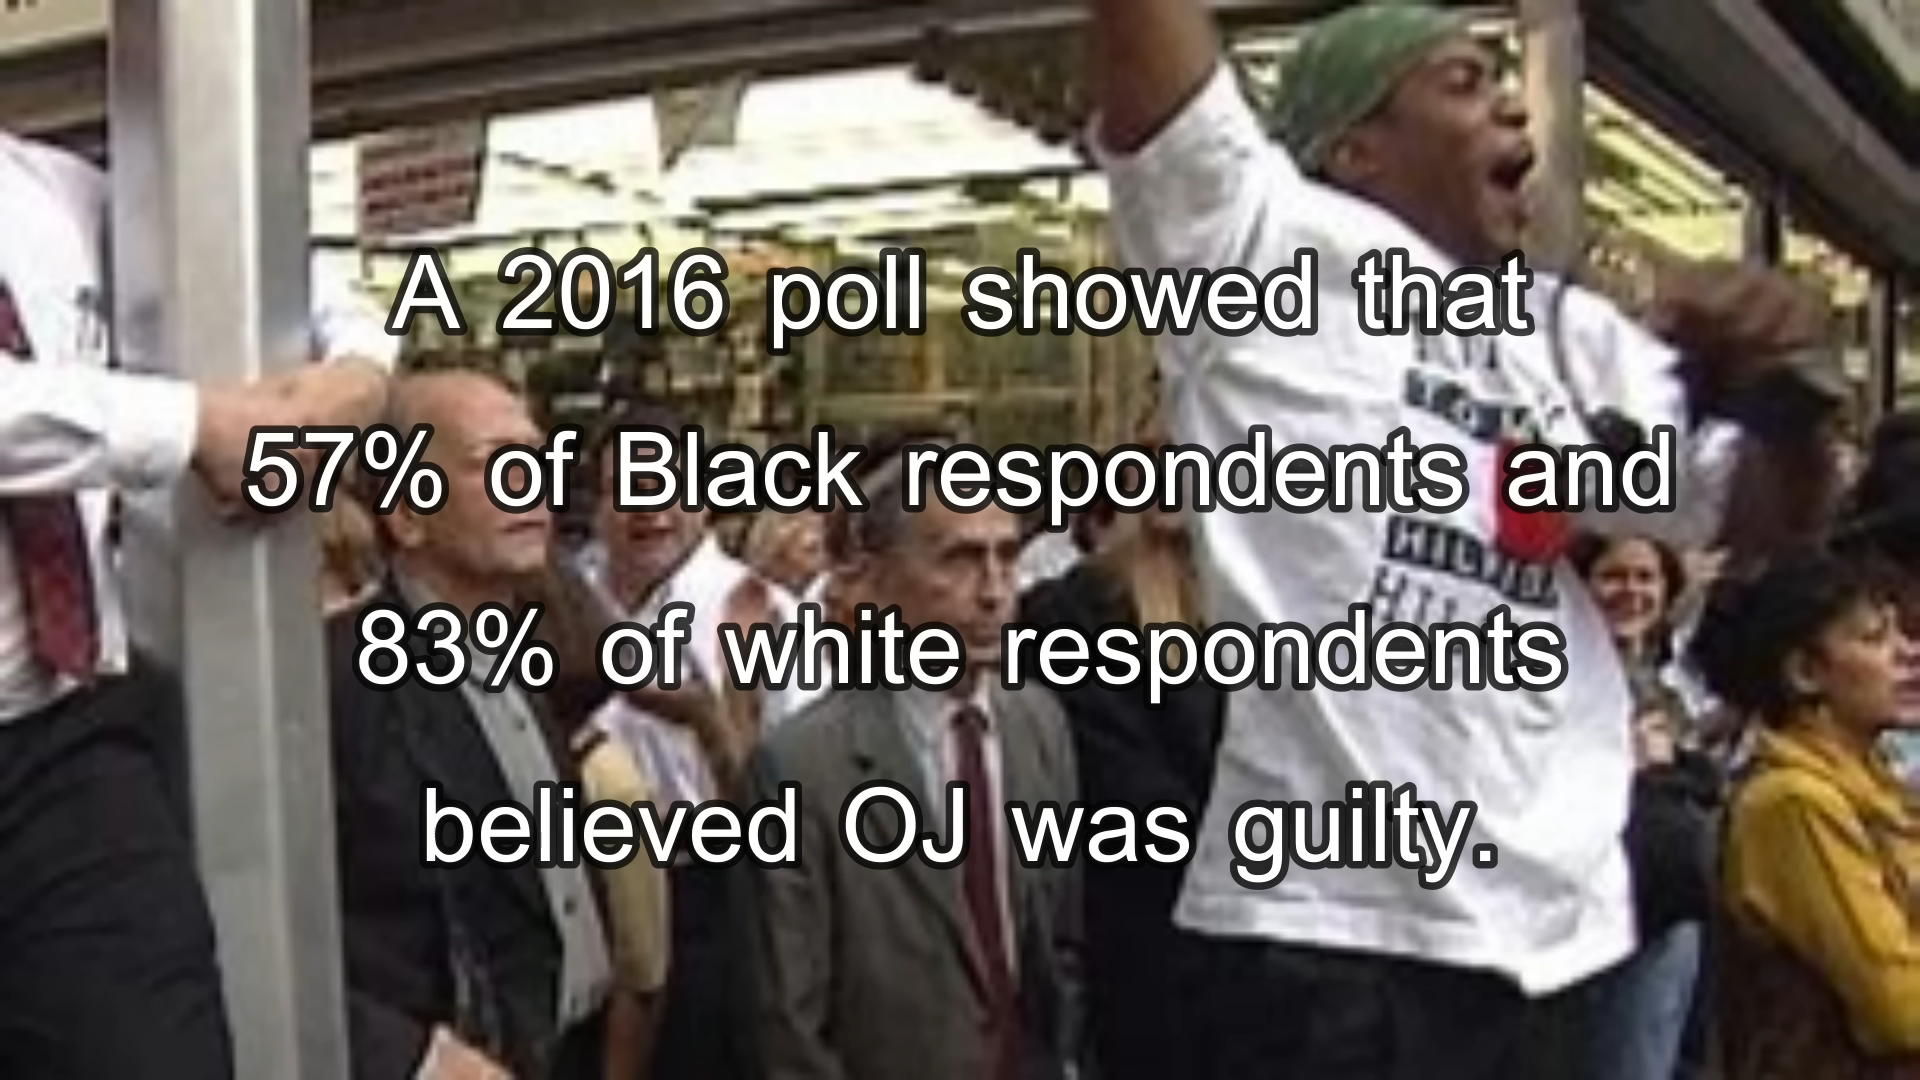 A 2016 poll showed that
57% of Black respondents and
83% of white respondents
believed OJ was guilty.